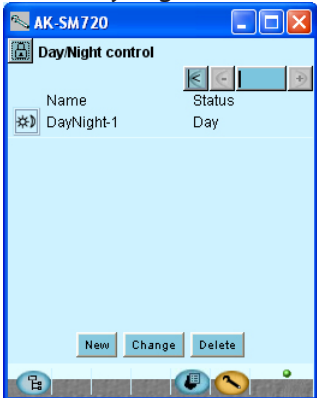 AK-SM720
Day/Night control
Name Status
DayNight-1 Day
New Change Delete